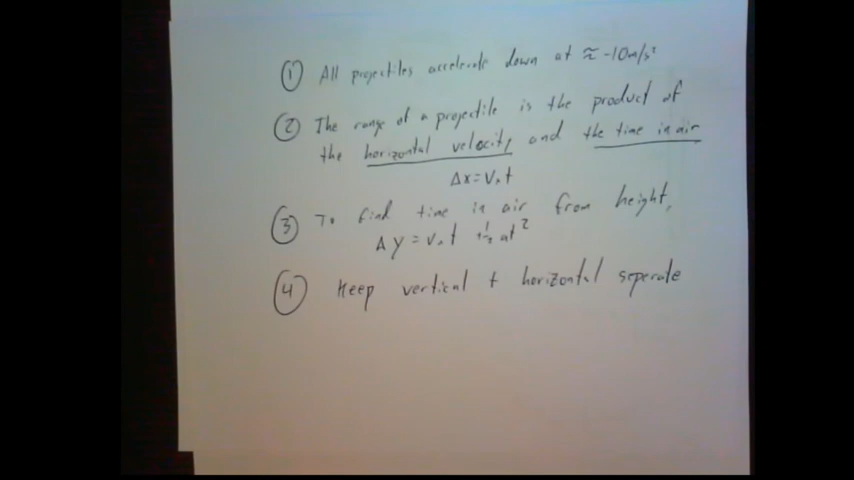 ① All projectiles accelerate down at ≈ -10m/s²
② The range of a projectile is the product of
the horizontal velocity and the time in air
Δx = v₀t
③ To find time in air from height,
Δy = v₀t + ½ at²
④ Keep vertical + horizontal seperate